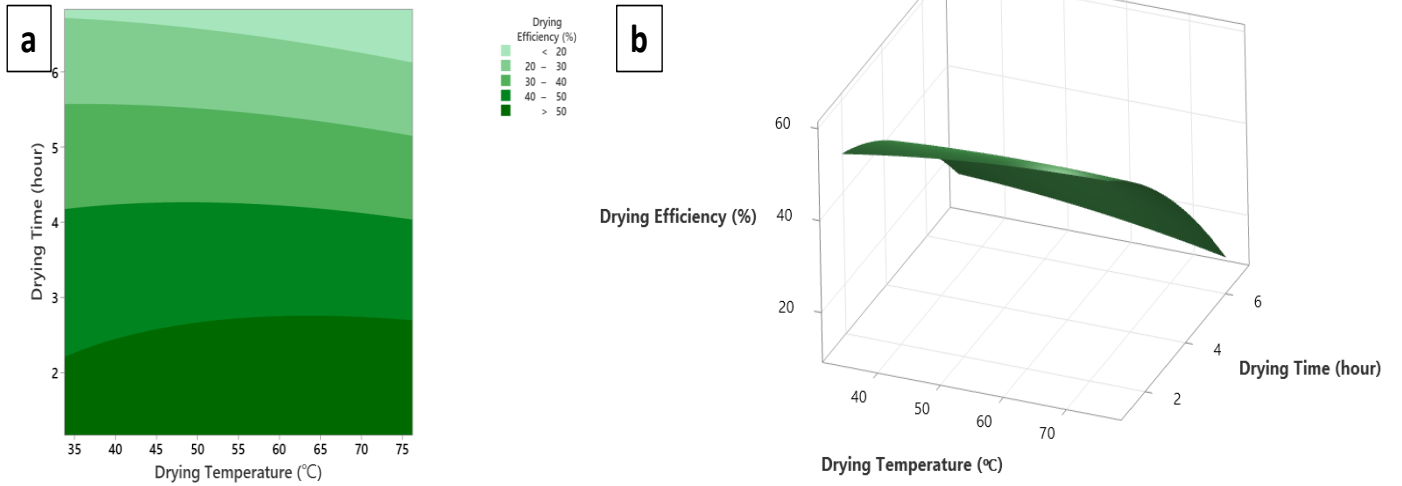 a
Drying
Efficiency (%)
< 20
20 – 30
30 – 40
40 – 50
> 50
6
5
4
3
2
Drying Time (hour)
35 40 45 50 55 60 65 70 75
Drying Temperature (℃)
b
60
40
20
Drying Efficiency (%)
6
4
2
Drying Time (hour)
40
50
60
70
Drying Temperature (℃)